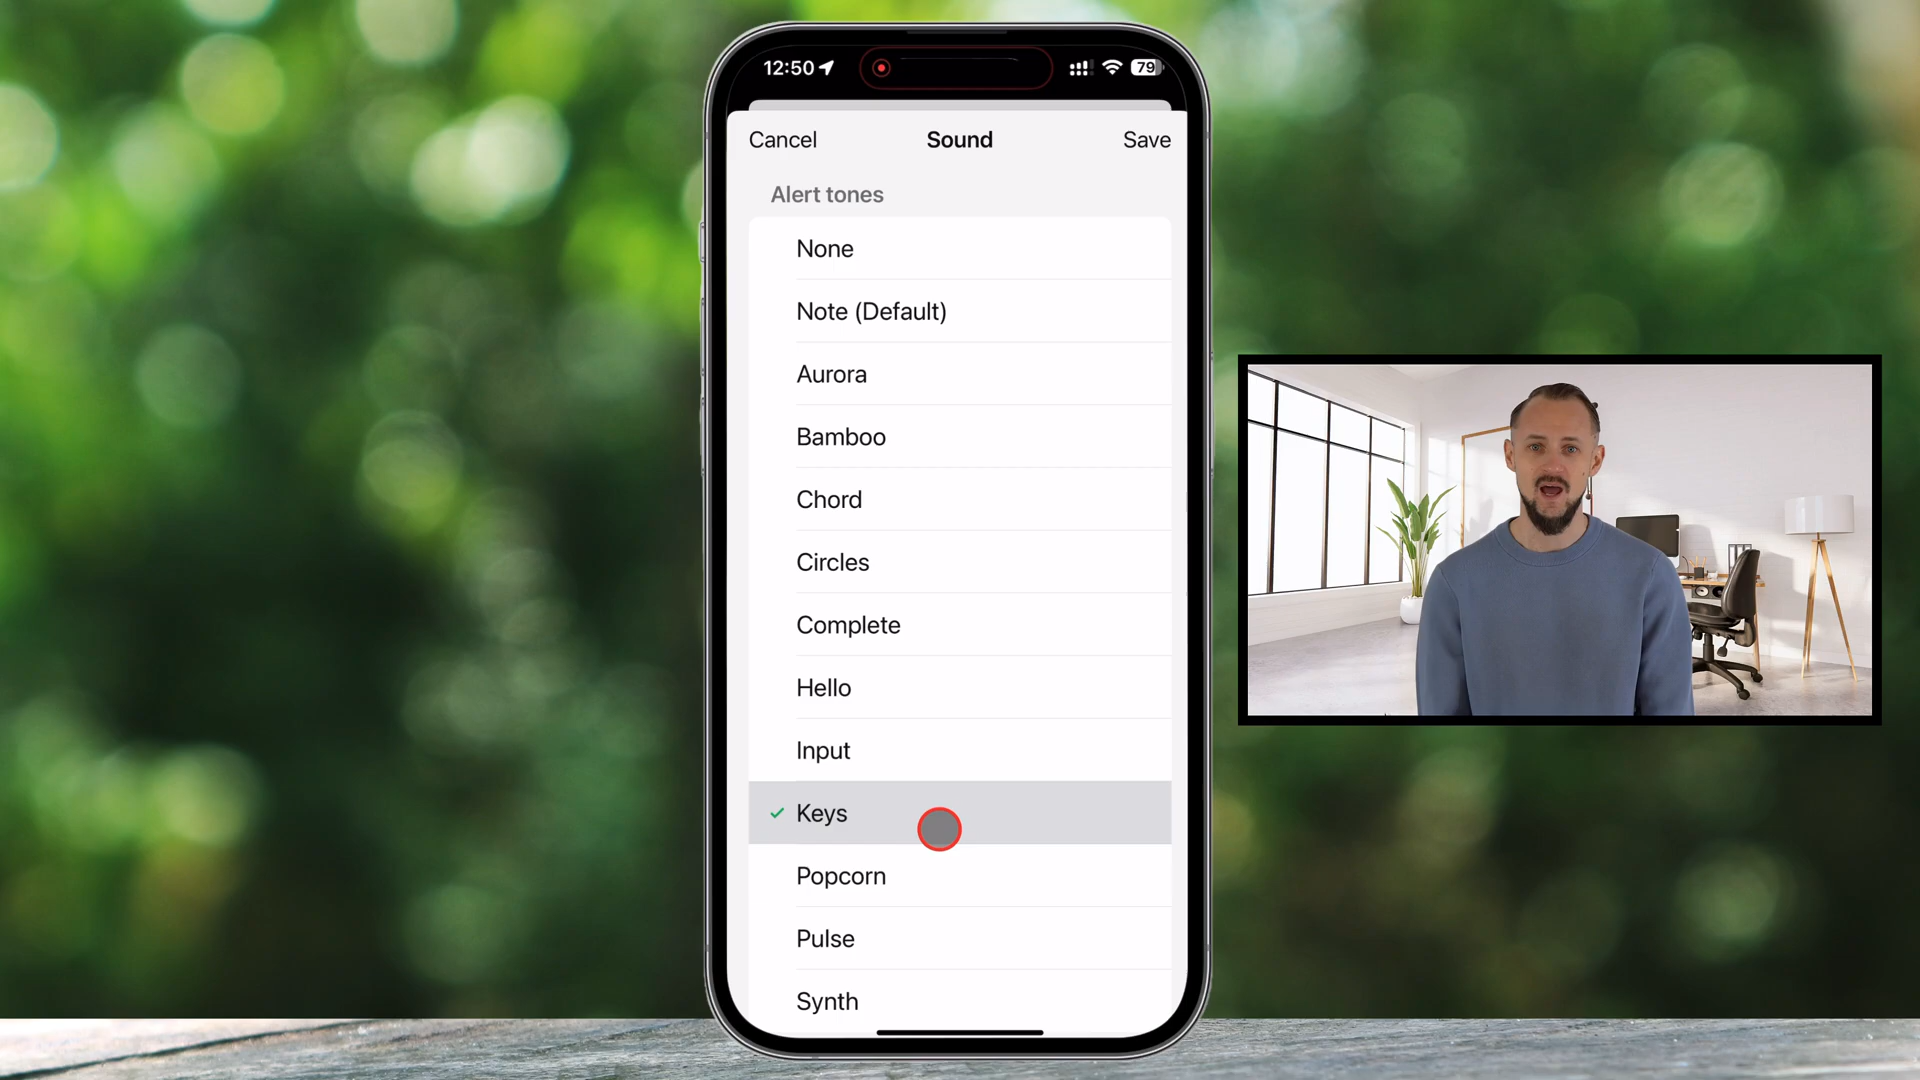 12:50
79
Cancel
Sound
Save
Alert tones
None
Note (Default)
Aurora
Bamboo
Chord
Circles
Complete
Hello
Input
Keys
Popcorn
Pulse
Synth